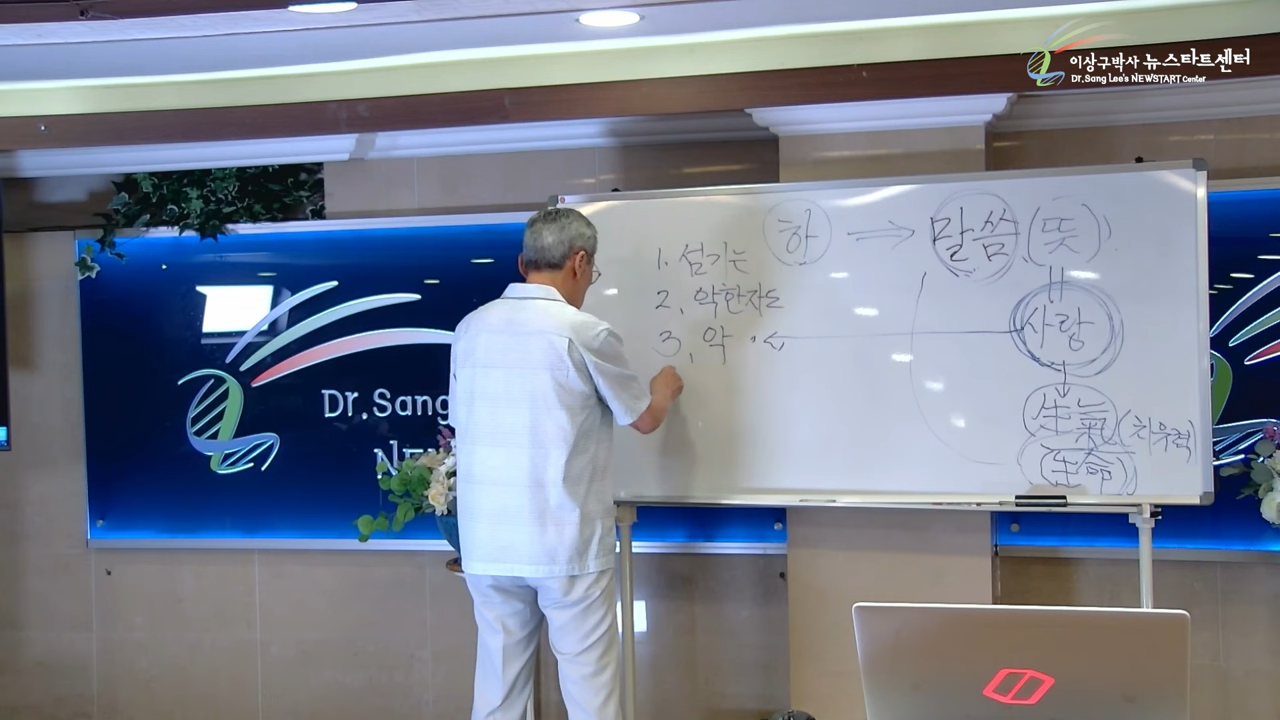 이상구박사 뉴스타트센터
Dr.Sang Lee's NEWSTART Center
하 → 말씀 (뜻)
1. 섬기는
2. 약한자도
3. 약
사랑
生氣 (치유력)
(生命)
Dr.Sang